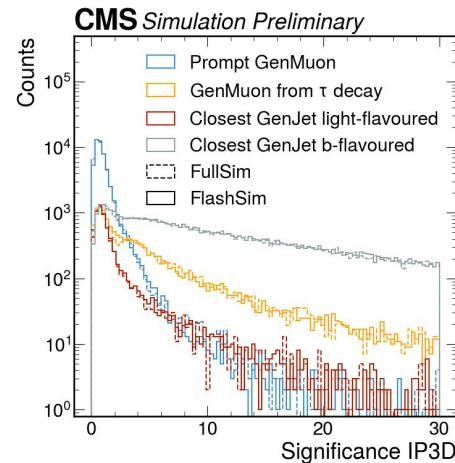 CMS Simulation Preliminary
Counts
Prompt GenMuon
GenMuon from τ decay
Closest GenJet light-flavoured
Closest GenJet b-flavoured
FullSim
FlashSim
10⁵
10⁴
10³
10²
10¹
10⁰
0 10 20 30
Significance IP3D